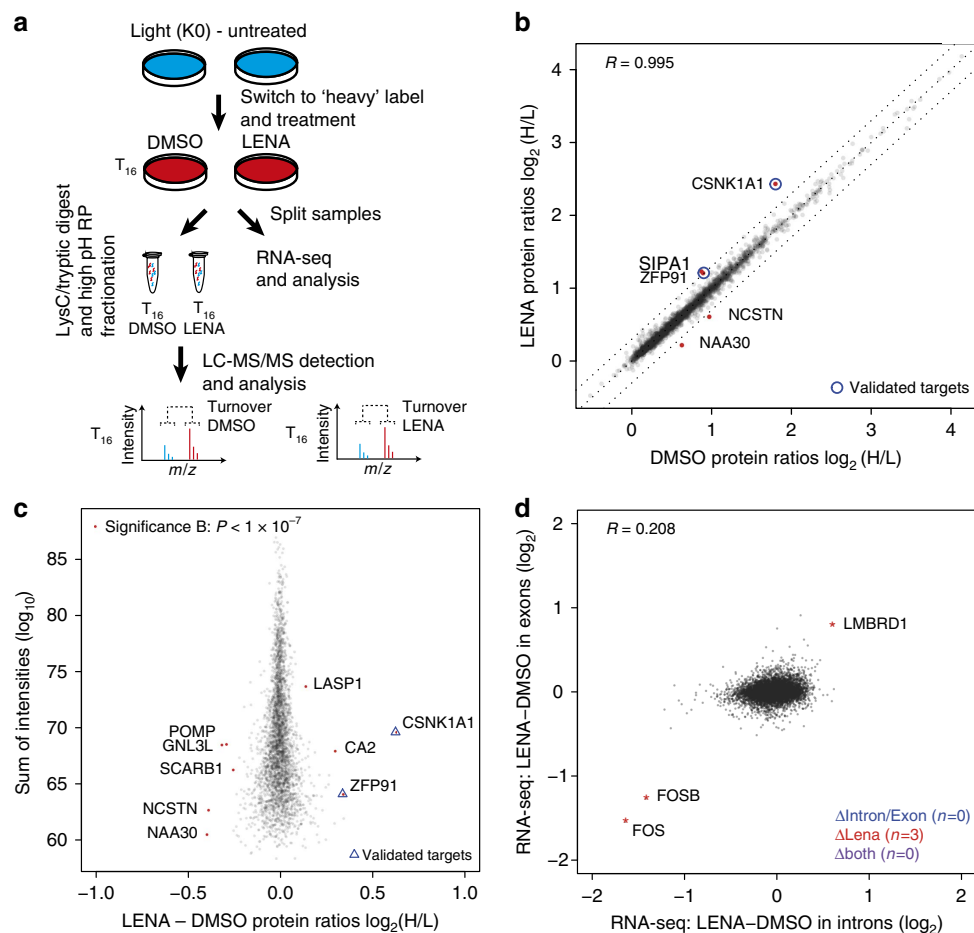 a
Light (K0) - untreated
Switch to 'heavy' label
and treatment
DMSO
LENA
T16
Split samples
LysC/tryptic digest
and high pH RP
fractionation
RNA-seq
and analysis
T16
DMSO
T16
LENA
LC-MS/MS detection
and analysis
T16
Intensity
Turnover
DMSO
m/z
T16
Intensity
Turnover
LENA
m/z
b
R = 0.995
LENA protein ratios log2 (H/L)
4
3
2
1
0
CSNK1A1
SIPA1
ZFP91
NCSTN
NAA30
Validated targets
0
1
2
3
4
DMSO protein ratios log2 (H/L)
c
Significance B: P < 1 × 10−7
Sum of intensities (log10)
85
80
75
70
65
60
LASP1
CSNK1A1
POMP
GNL3L
CA2
SCARB1
ZFP91
NCSTN
NAA30
Validated targets
−1.0
−0.5
0.0
0.5
1.0
LENA – DMSO protein ratios log2(H/L)
d
R = 0.208
RNA-seq: LENA–DMSO in exons (log2)
2
1
0
−1
−2
LMBRD1
FOSB
FOS
ΔIntron/Exon (n=0)
ΔLena (n=3)
Δboth (n=0)
−2
−1
0
1
2
RNA-seq: LENA–DMSO in introns (log2)